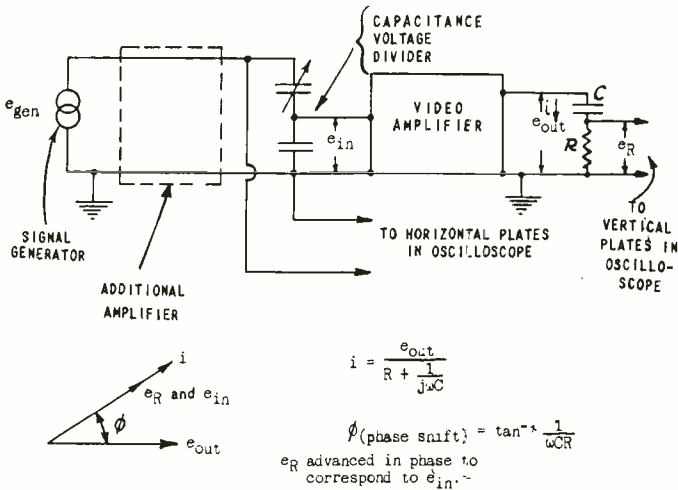 CAPACITANCE
VOLTAGE
DIVIDER
e_gen
e_in
VIDEO
AMPLIFIER
i
e_out
C
R
e_R
SIGNAL
GENERATOR
ADDITIONAL
AMPLIFIER
TO HORIZONTAL PLATES
IN OSCILLOSCOPE
TO
VERTICAL
PLATES IN
OSCILLO-
SCOPE
i
e_R and e_in
φ
e_out
i = e_out / (R + 1/jωC)
φ(phase shift) = tan⁻¹ 1/ωCR
e_R advanced in phase to
correspond to e_in.